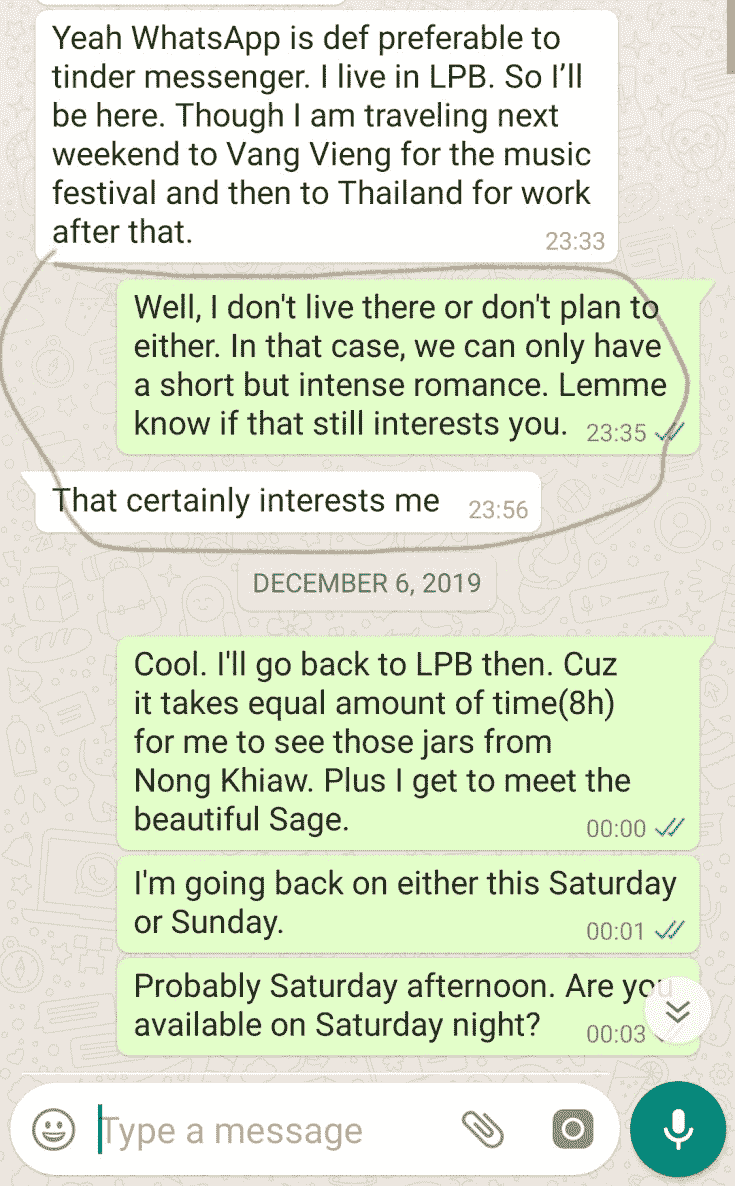 Yeah WhatsApp is def preferable to
tinder messenger. I live in LPB. So I’ll
be here. Though I am traveling next
weekend to Vang Vieng for the music
festival and then to Thailand for work
after that.
23:33
Well, I don't live there or don't plan to
either. In that case, we can only have
a short but intense romance. Lemme
know if that still interests you. 23:35
That certainly interests me 23:56
DECEMBER 6, 2019
Cool. I'll go back to LPB then. Cuz
it takes equal amount of time(8h)
for me to see those jars from
Nong Khiaw. Plus I get to meet the
beautiful Sage. 00:00
I'm going back on either this Saturday
or Sunday. 00:01
Probably Saturday afternoon. Are you
available on Saturday night? 00:03
Type a message